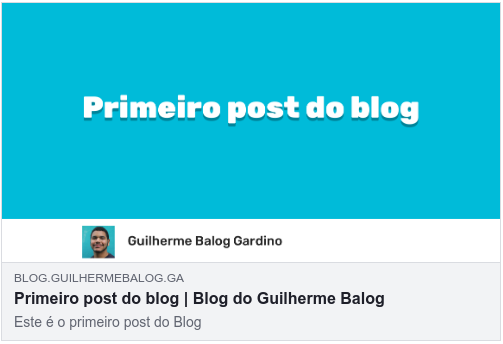 Primeiro post do blog
Guilherme Balog Gardino
BLOG.GUILHERMEBALOG.GA
Primeiro post do blog | Blog do Guilherme Balog
Este é o primeiro post do Blog